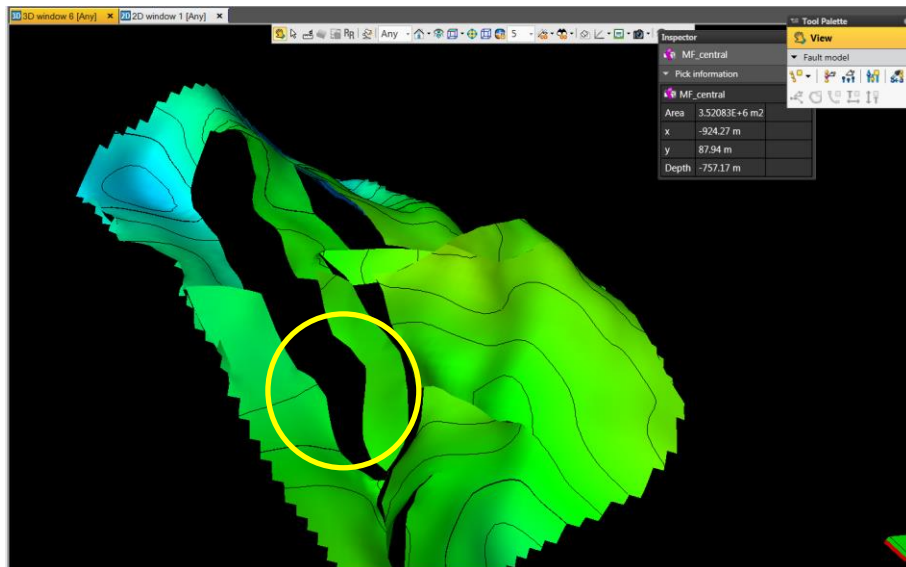 3D 3D window 6 [Any] × 2D 2D window 1 [Any] ×
Any 5
Inspector
MF_central
Pick information
MF_central
Area 3.52083E+6 m2
x -924.27 m
y 87.94 m
Depth -757.17 m
Tool Palette
View
Fault model